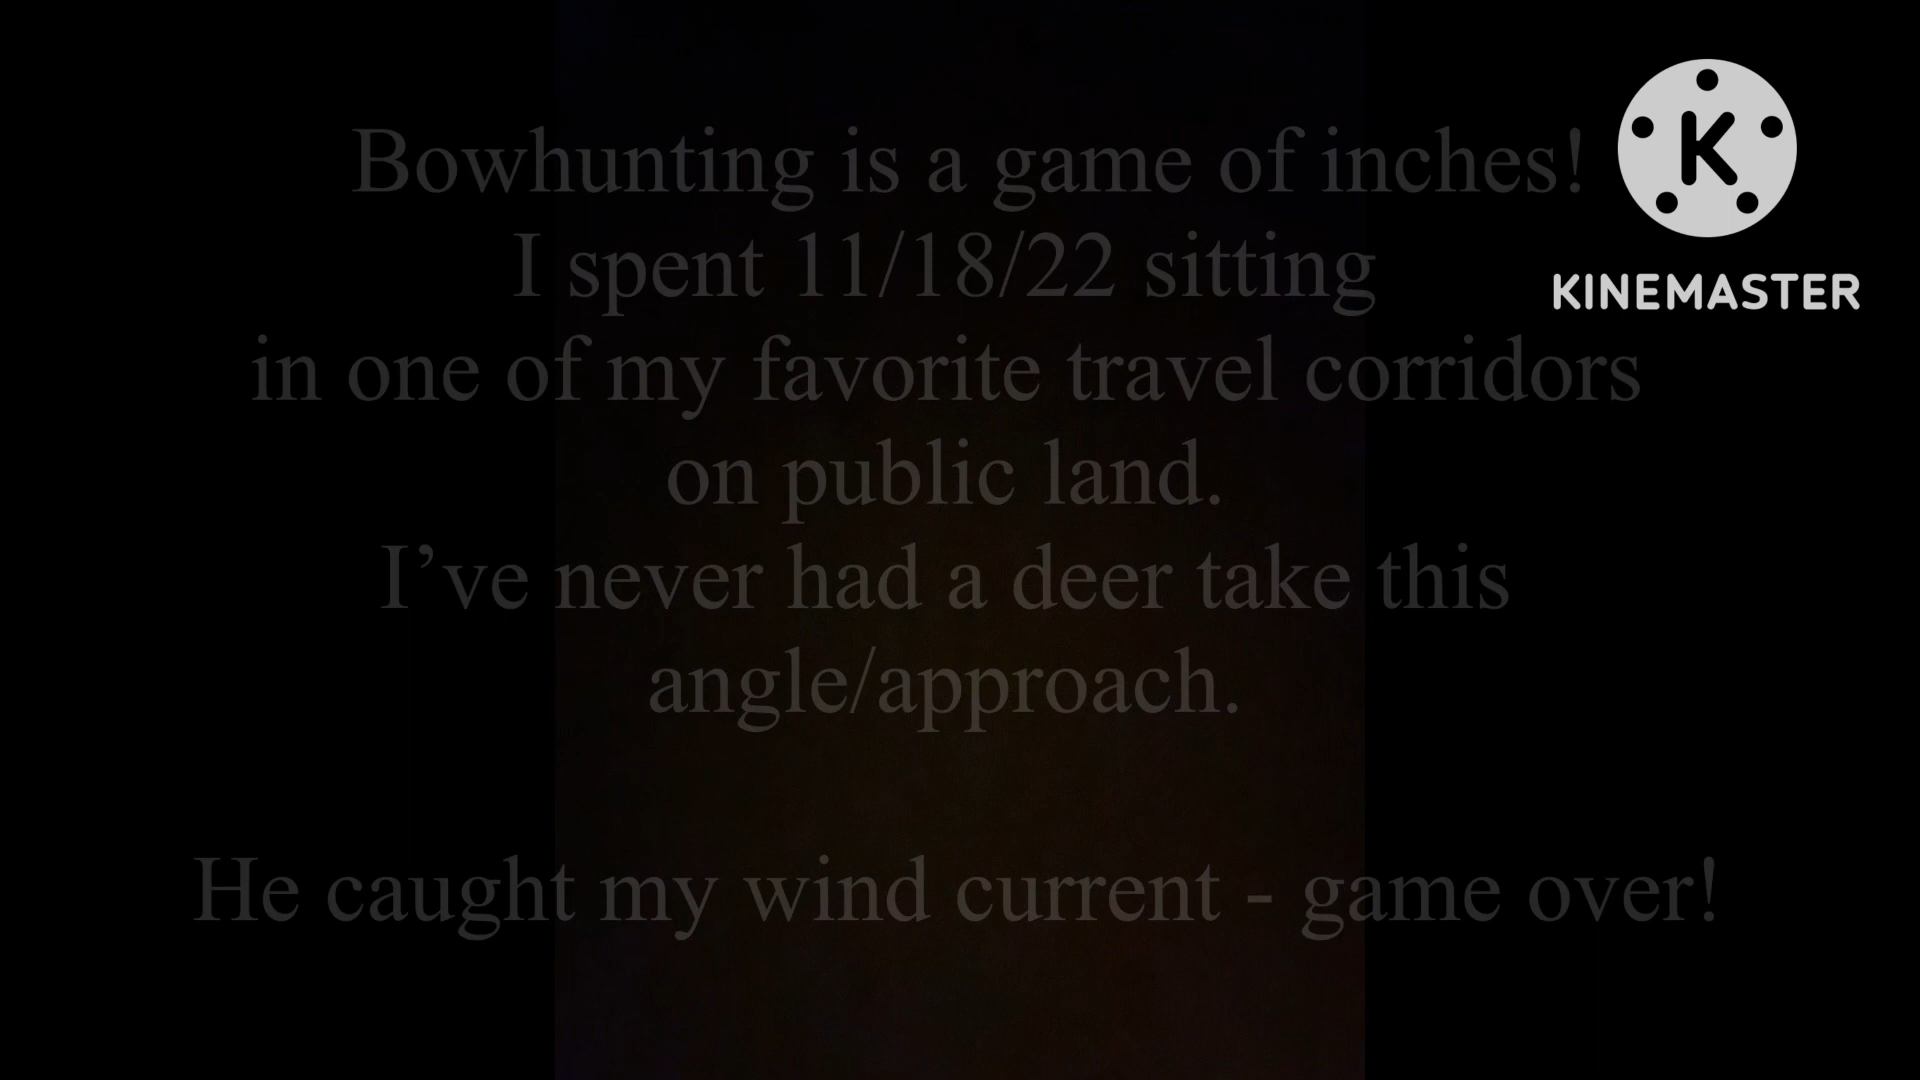 Bowhunting is a game of inches!
I spent 11/18/22 sitting
in one of my favorite travel corridors
on public land.
I’ve never had a deer take this
angle/approach.
He caught my wind current - game over!
K
KINEMASTER